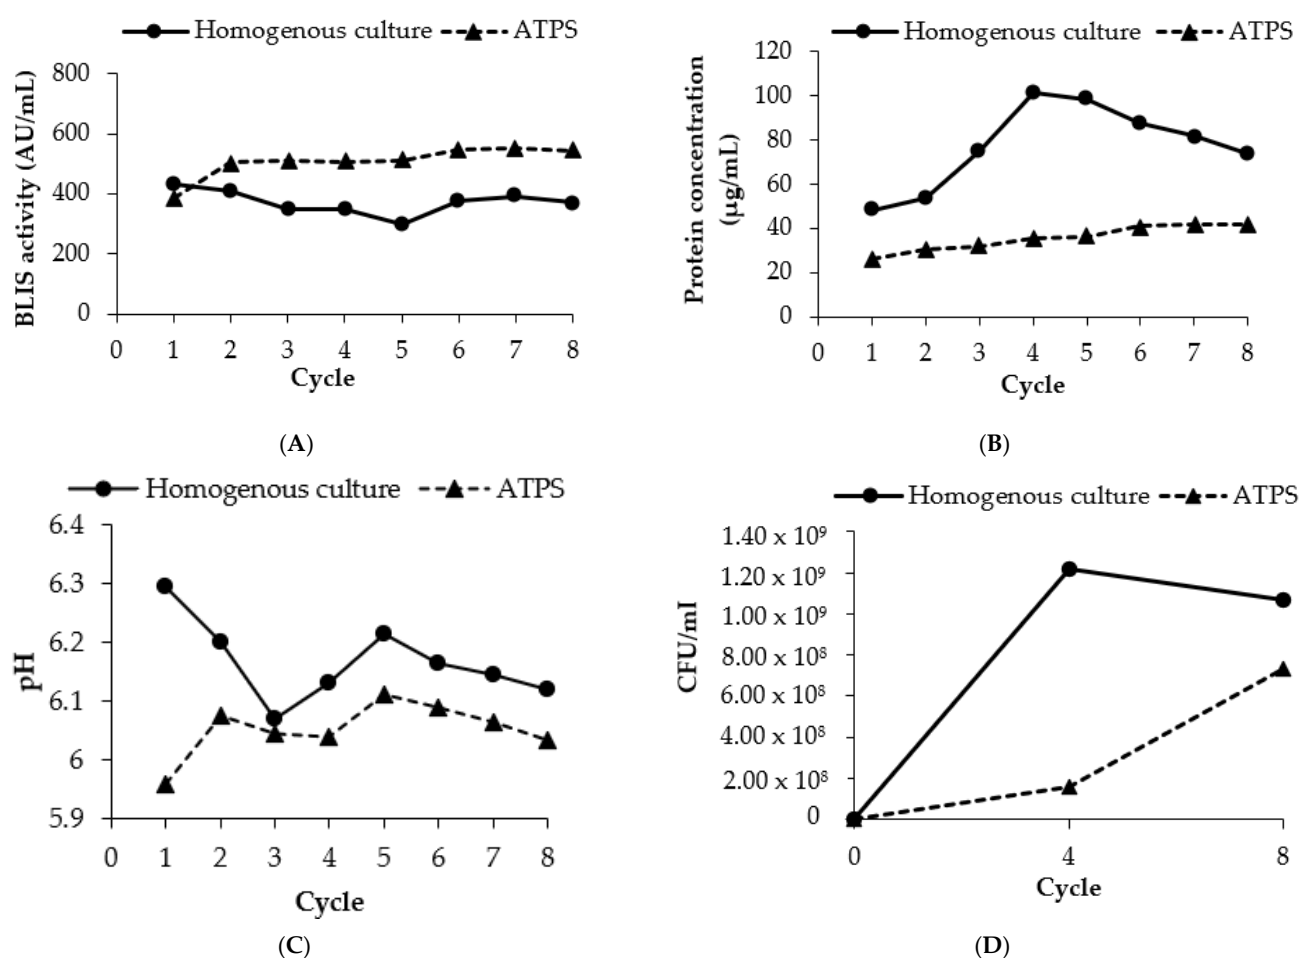 Homogenous culture ATPS
BLIS activity (AU/mL)
800
600
400
200
0
0 1 2 3 4 5 6 7 8
Cycle
(A)
Homogenous culture ATPS
Protein concentration
(µg/mL)
120
100
80
60
40
20
0
0 1 2 3 4 5 6 7 8
Cycle
(B)
Homogenous culture ATPS
pH
6.4
6.3
6.2
6.1
6
5.9
0 1 2 3 4 5 6 7 8
Cycle
(C)
Homogenous culture ATPS
CFU/ml
1.40 x 10⁹
1.20 x 10⁹
1.00 x 10⁹
8.00 x 10⁸
6.00 x 10⁸
4.00 x 10⁸
2.00 x 10⁸
0
0 4 8
Cycle
(D)